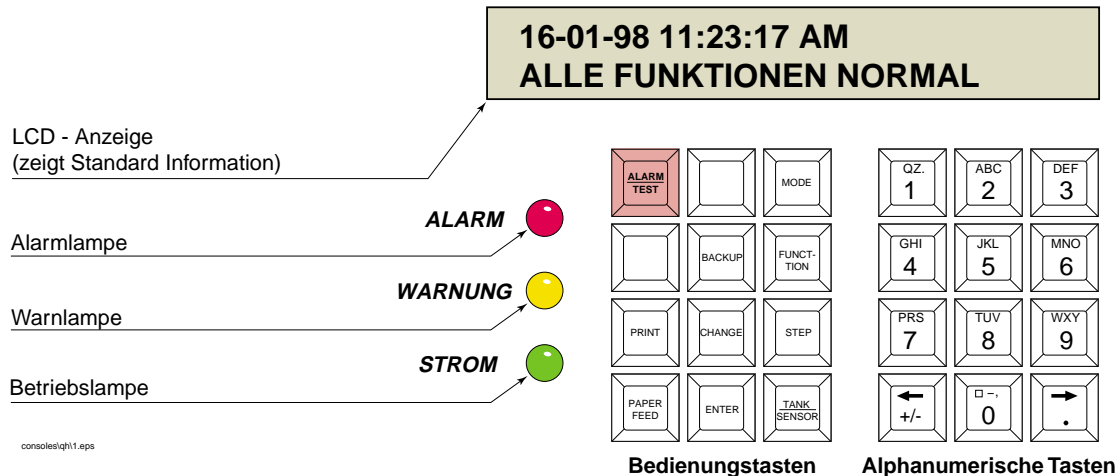 16-01-98 11:23:17 AM
ALLE FUNKTIONEN NORMAL
LCD - Anzeige
(zeigt Standard Information)
ALARM
Alarmlampe
WARNUNG
Warnlampe
STROM
Betriebslampe
consoles\qh\1.eps
ALARM
TEST
MODE
BACKUP
FUNCT-
TION
PRINT
CHANGE
STEP
PAPER
FEED
ENTER
TANK
SENSOR
Bedienungstasten
QZ.
1
ABC
2
DEF
3
GHI
4
JKL
5
MNO
6
PRS
7
TUV
8
WXY
9
+/-
–,
0
.
Alphanumerische Tasten